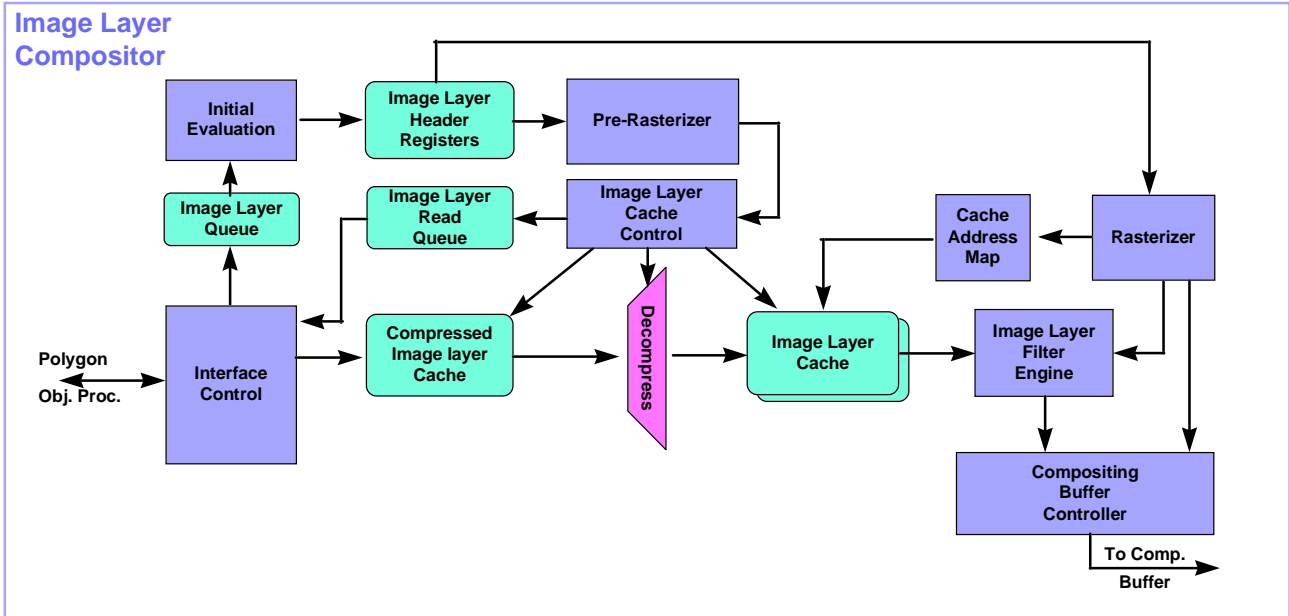 Image Layer
Compositor
Initial
Evaluation
Image Layer
Header
Registers
Pre-Rasterizer
Image Layer
Queue
Image Layer
Read
Queue
Image Layer
Cache
Control
Cache
Address
Map
Rasterizer
Polygon
Obj. Proc.
Interface
Control
Compressed
Image layer
Cache
Decompress
Image Layer
Cache
Image Layer
Filter
Engine
Compositing
Buffer
Controller
To Comp.
Buffer